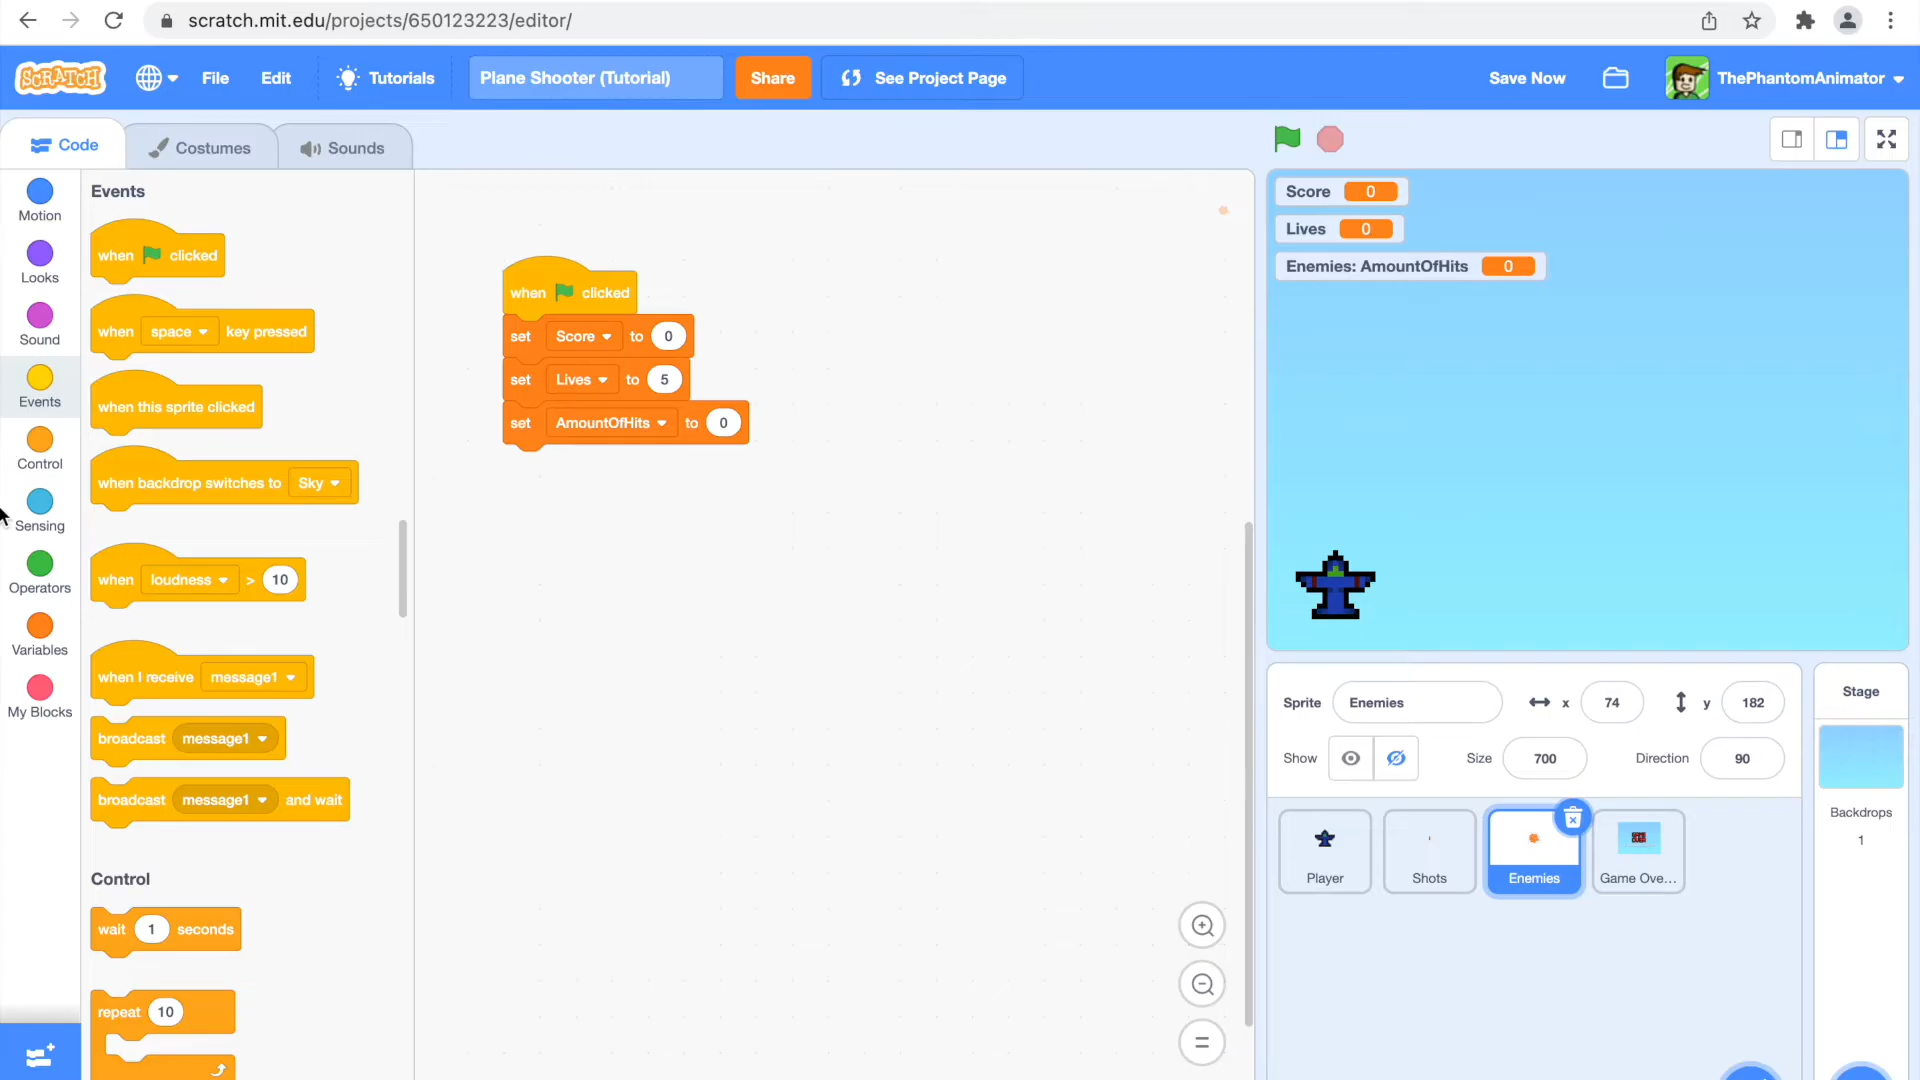 scratch.mit.edu/projects/650123223/editor/
SCRATCH File Edit Tutorials Plane Shooter (Tutorial) Share See Project Page Save Now ThePhantomAnimator
Code Costumes Sounds
Motion
Looks
Sound
Events
Control
Sensing
Operators
Variables
My Blocks
Events
when clicked
when space key pressed
when this sprite clicked
when backdrop switches to Sky
when loudness > 10
when I receive message1
broadcast message1
broadcast message1 and wait
Control
wait 1 seconds
repeat 10
when clicked
set Score to 0
set Lives to 5
set AmountOfHits to 0
Score 0
Lives 0
Enemies: AmountOfHits 0
Sprite Enemies x 74 y 182
Show Size 700 Direction 90
Player Shots Enemies Game Ove...
Stage
Backdrops
1